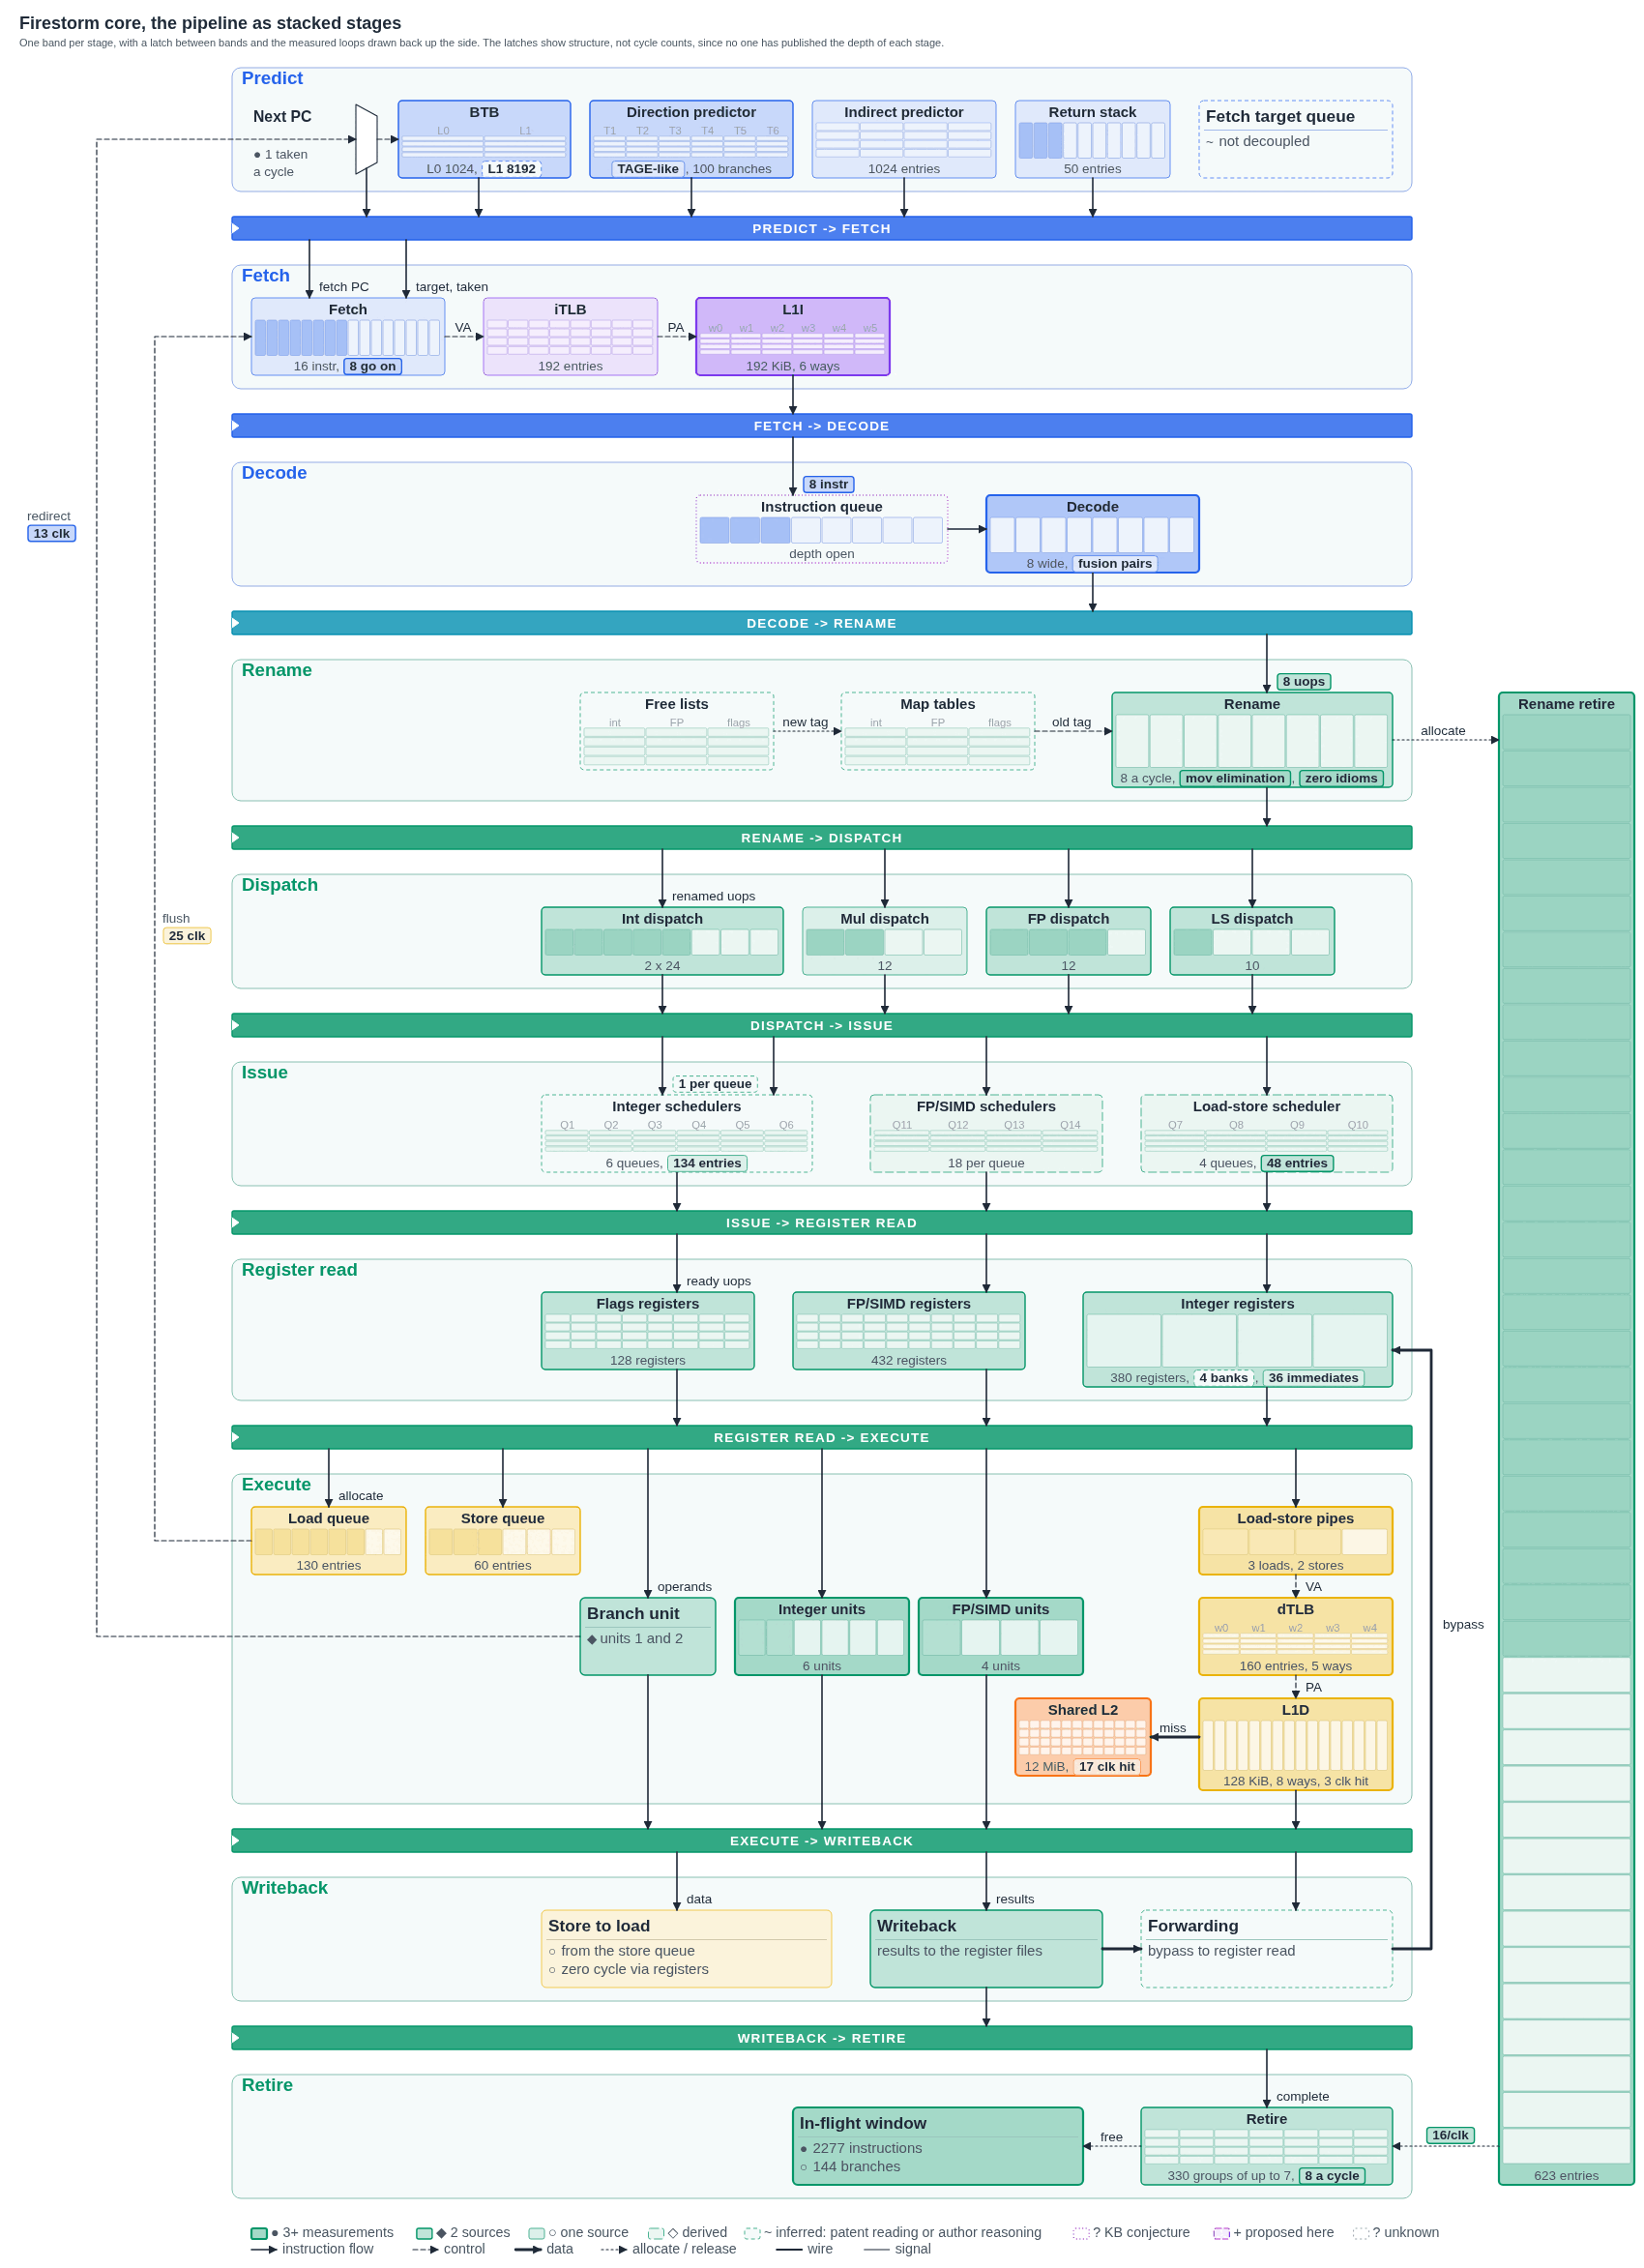 Firestorm core, the pipeline as stacked stages
One band per stage, with a latch between bands and the measured loops drawn back up the side. The latches show structure, not cycle counts, since no one has published the depth of each stage.
Predict
Next PC
● 1 taken
a cycle
BTB
L0 L1
L0 1024, L1 8192
Direction predictor
T1 T2 T3 T4 T5 T6
TAGE-like, 100 branches
Indirect predictor
1024 entries
Return stack
50 entries
Fetch target queue
~ not decoupled
PREDICT -> FETCH
Fetch
fetch PC
target, taken
Fetch
16 instr, 8 go on
VA
iTLB
192 entries
PA
L1I
w0 w1 w2 w3 w4 w5
192 KiB, 6 ways
FETCH -> DECODE
Decode
8 instr
Instruction queue
depth open
Decode
8 wide, fusion pairs
redirect
13 clk
DECODE -> RENAME
Rename
8 uops
Free lists
int FP flags
new tag
Map tables
int FP flags
old tag
Rename
8 a cycle, mov elimination, zero idioms
allocate
Rename retire
RENAME -> DISPATCH
Dispatch
renamed uops
Int dispatch
2 x 24
Mul dispatch
12
FP dispatch
12
LS dispatch
10
flush
25 clk
DISPATCH -> ISSUE
Issue
1 per queue
Integer schedulers
Q1 Q2 Q3 Q4 Q5 Q6
6 queues, 134 entries
FP/SIMD schedulers
Q11 Q12 Q13 Q14
18 per queue
Load-store scheduler
Q7 Q8 Q9 Q10
4 queues, 48 entries
ISSUE -> REGISTER READ
Register read
ready uops
Flags registers
128 registers
FP/SIMD registers
432 registers
Integer registers
380 registers, 4 banks, 36 immediates
REGISTER READ -> EXECUTE
Execute
allocate
Load queue
130 entries
Store queue
60 entries
Load-store pipes
3 loads, 2 stores
VA
operands
Branch unit
◆ units 1 and 2
Integer units
6 units
FP/SIMD units
4 units
dTLB
w0 w1 w2 w3 w4
160 entries, 5 ways
bypass
PA
Shared L2
12 MiB, 17 clk hit
miss
L1D
128 KiB, 8 ways, 3 clk hit
EXECUTE -> WRITEBACK
Writeback
data
results
Store to load
○ from the store queue
○ zero cycle via registers
Writeback
results to the register files
Forwarding
bypass to register read
WRITEBACK -> RETIRE
Retire
complete
In-flight window
● 2277 instructions
○ 144 branches
free
Retire
330 groups of up to 7, 8 a cycle
16/clk
623 entries
● 3+ measurements ◆ 2 sources ○ one source ◇ derived ~ inferred: patent reading or author reasoning ? KB conjecture + proposed here ? unknown
instruction flow control data allocate / release wire signal